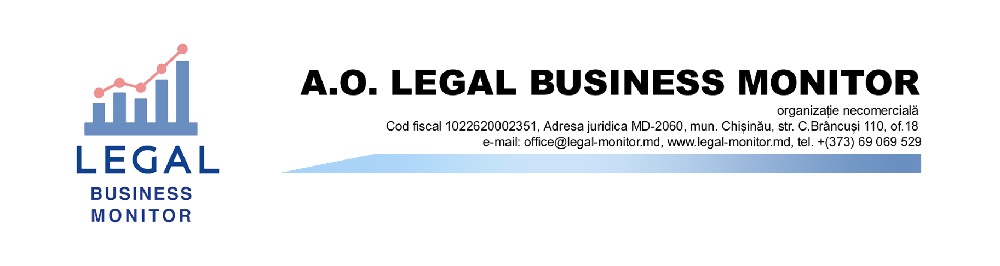 LEGAL
BUSINESS
MONITOR
A.O. LEGAL BUSINESS MONITOR
organizație necomercială
Cod fiscal 1022620002351, Adresa juridica MD-2060, mun. Chișinău, str. C.Brâncuși 110, of.18
e-mail: office@legal-monitor.md, www.legal-monitor.md, tel. +(373) 69 069 529